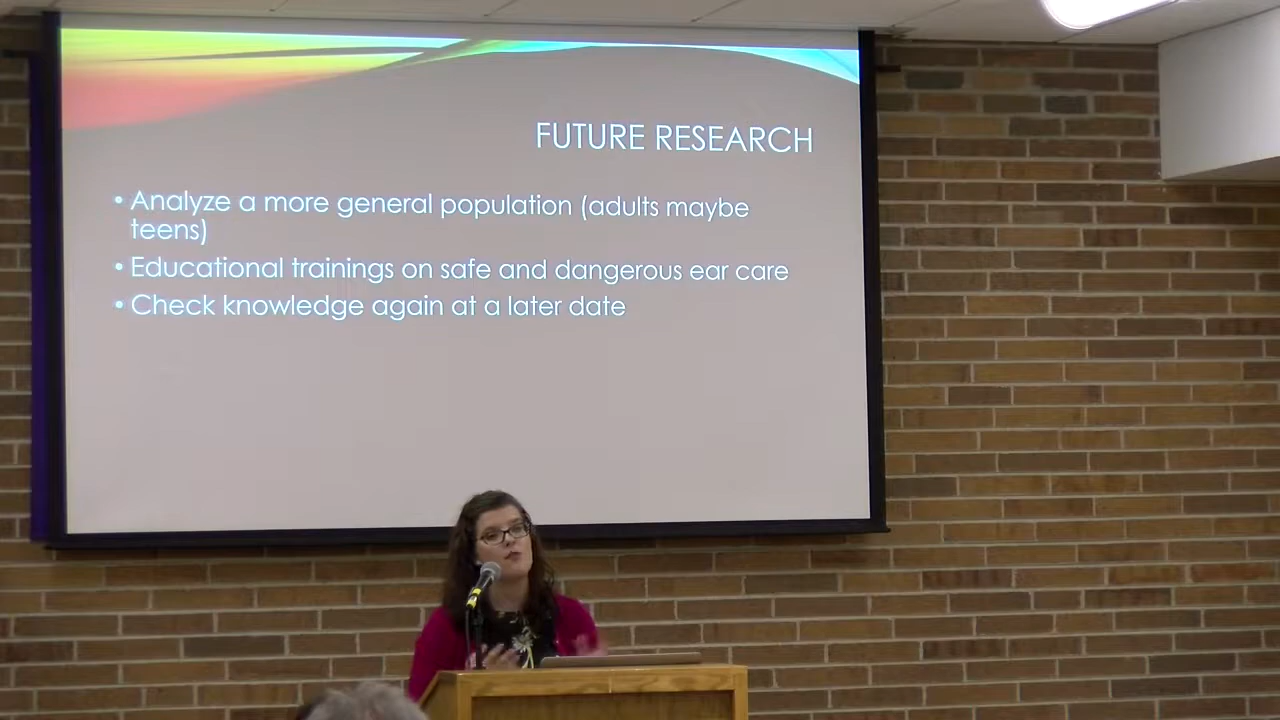 FUTURE RESEARCH
• Analyze a more general population (adults maybe
teens)
• Educational trainings on safe and dangerous ear care
• Check knowledge again at a later date